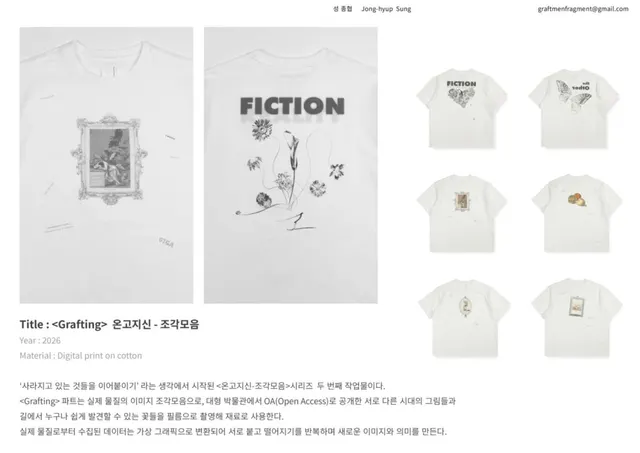 성 종협 Jong-hyup Sung
graftmenfragment@gmail.com
FICTION
FICTION
Title : <Grafting> 온고지신 - 조각모음
Year : 2026
Material : Digital print on cotton
'사라지고 있는 것들을 이어붙이기' 라는 생각에서 시작된 <온고지신-조각모음>시리즈 두 번째 작업물이다.
<Grafting> 파트는 실제 물질의 이미지 조각모음으로, 대형 박물관에서 OA(Open Access)로 공개한 서로 다른 시대의 그림들과
길에서 누구나 쉽게 발견할 수 있는 꽃들을 필름으로 촬영해 재료로 사용한다.
실제 물질로부터 수집된 데이터는 가상 그래픽으로 변환되어 서로 붙고 떨어지기를 반복하며 새로운 이미지와 의미를 만든다.